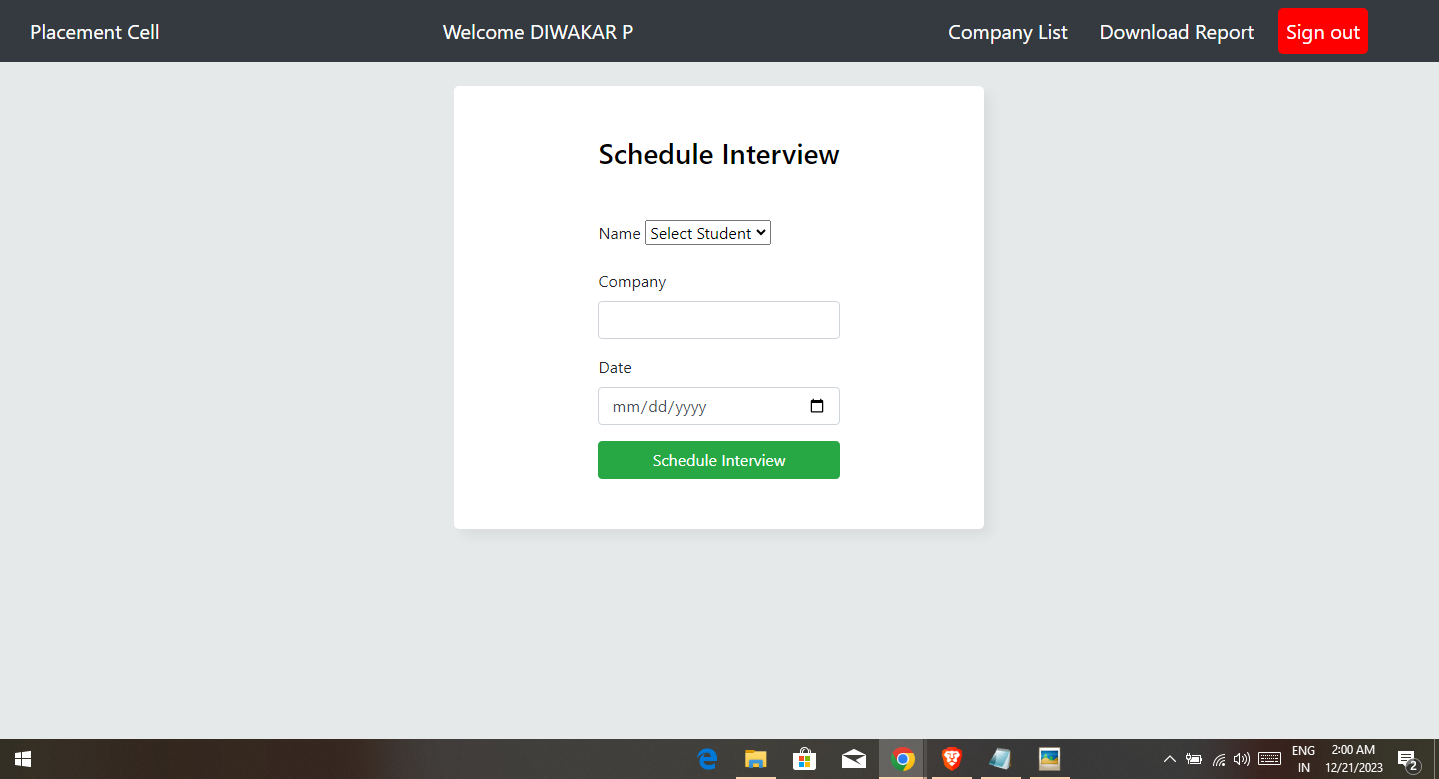 Placement Cell
Welcome DIWAKAR P
Company List
Download Report
Sign out
Schedule Interview
Name Select Student
Company
Date
mm/dd/yyyy
Schedule Interview
ENG
IN
2:00 AM
12/21/2023
2